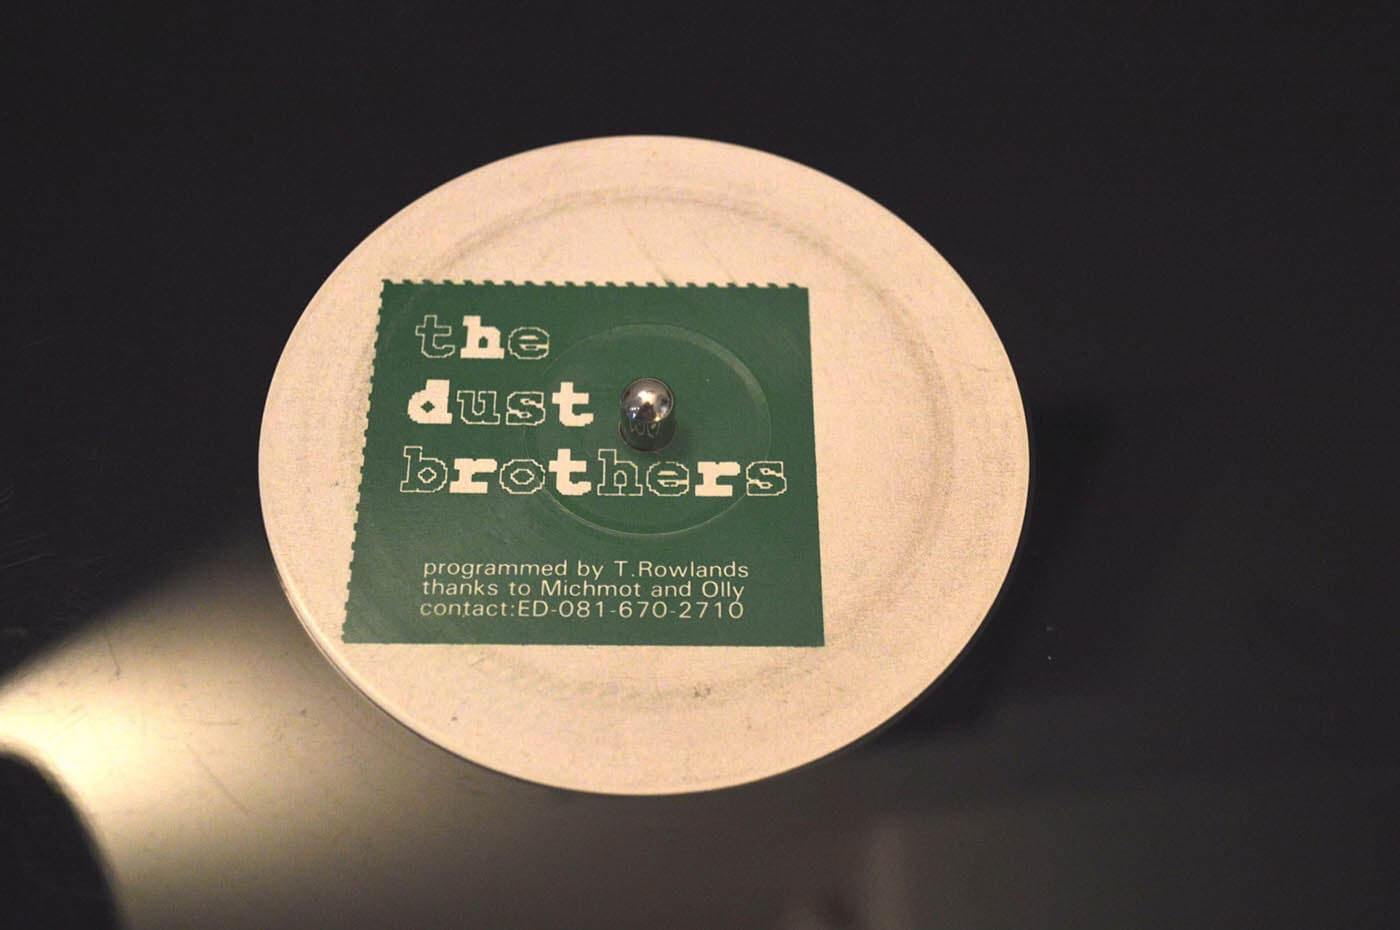 the
dust
brothers
programmed by T.Rowlands
thanks to Michmot and Olly
contact:ED-081-670-2710